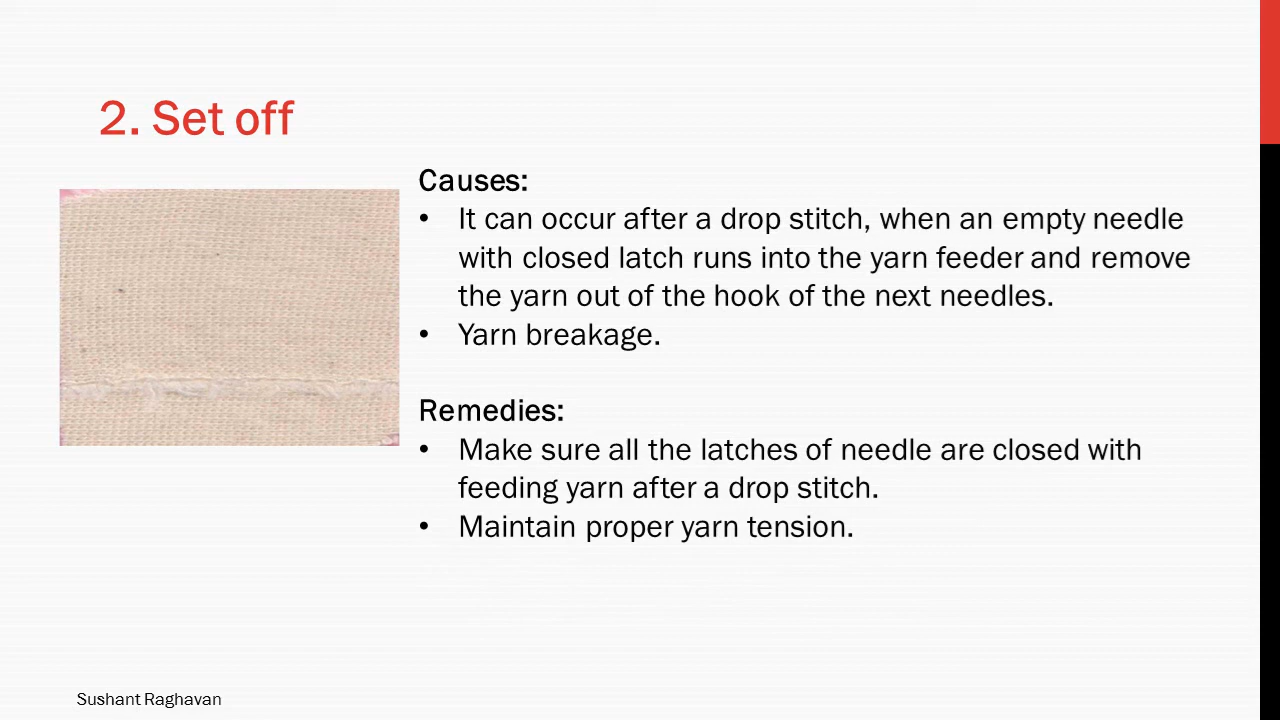 2. Set off
Causes:
• It can occur after a drop stitch, when an empty needle
with closed latch runs into the yarn feeder and remove
the yarn out of the hook of the next needles.
• Yarn breakage.
Remedies:
• Make sure all the latches of needle are closed with
feeding yarn after a drop stitch.
• Maintain proper yarn tension.
Sushant Raghavan